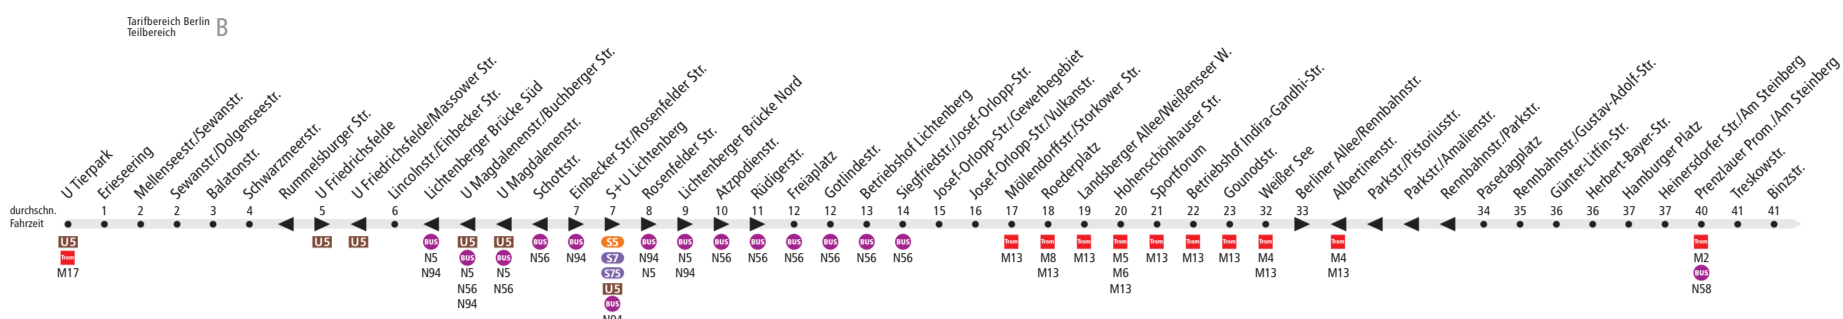 Tarifbereich Berlin
Teilbereich B
U Tierpark
Erieseering
Mellenseestr./Sewanstr.
Sewanstr./Dolgenseestr.
Balatonstr.
Schwarzmeerstr.
Rummelsburger Str.
U Friedrichsfelde
U Friedrichsfelde/Massower Str.
Lincolnstr./Einbecker Str.
Lichtenberger Brücke Süd
U Magdalenenstr./Buchberger Str.
U Magdalenenstr.
Schottstr.
Einbecker Str./Rosenfelder Str.
S+U Lichtenberg
Rosenfelder Str.
Lichtenberger Brücke Nord
Atzpodienstr.
Rüdigerstr.
Freiaplatz
Gotlindestr.
Betriebshof Lichtenberg
Siegfriedstr./Josef-Orlopp-Str.
Josef-Orlopp-Str./Gewerbegebiet
Josef-Orlopp-Str./Vulkanstr.
Möllendorffstr./Storkower Str.
Roederplatz
Landsberger Allee/Weißenseer W.
Hohenschönhauser Str.
Sportforum
Betriebshof Indira-Gandhi-Str.
Gounodstr.
Weißer See
Berliner Allee/Rennbahnstr.
Albertinenstr.
Parkstr./Pistoriusstr.
Parkstr./Amalienstr.
Rennbahnstr./Parkstr.
Pasedagplatz
Rennbahnstr./Gustav-Adolf-Str.
Günter-Litfin-Str.
Herbert-Bayer-Str.
Hamburger Platz
Heinersdorfer Str./Am Steinberg
Prenzlauer Prom./Am Steinberg
Treskowstr.
Binzstr.
durchschn. 1 2 2 3 4 5 6 7 7 8 9 10 11 12 12 13 14 15 16 17 18 19 20 21 22 23 32 33 34 35 36 36 37 37 40 41 41
Fahrzeit
U5 U5 U5 BUS U5 U5 BUS BUS S5 BUS BUS BUS BUS BUS BUS BUS BUS Tram Tram Tram Tram Tram Tram Tram Tram Tram Tram
Tram N5 BUS BUS N56 N94 S7 N94 N5 N56 N56 N56 N56 N56 N56 M13 M8 M13 M5 M13 M13 M13 M4 M4 M2
M17 N94 N5 N5 S75 N5 N94 M13 M6 M13 M13 BUS
N56 N56 U5 M13 N58
N94 BUS
N94